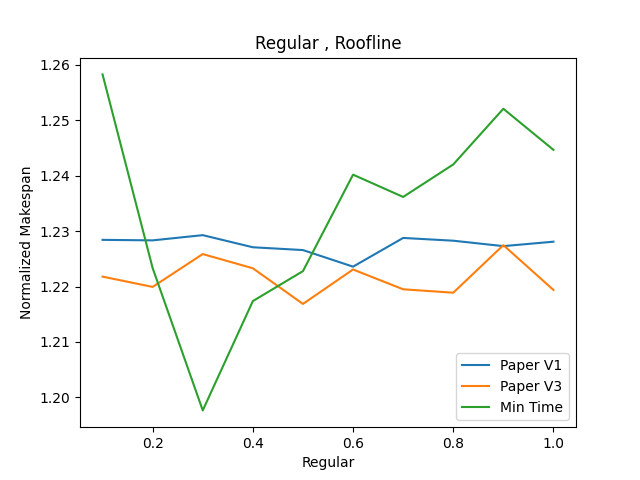 Regular , Roofline
Normalized Makespan
1.26
1.25
1.24
1.23
1.22
1.21
1.20
0.2
0.4
0.6
0.8
1.0
Regular
Paper V1
Paper V3
Min Time